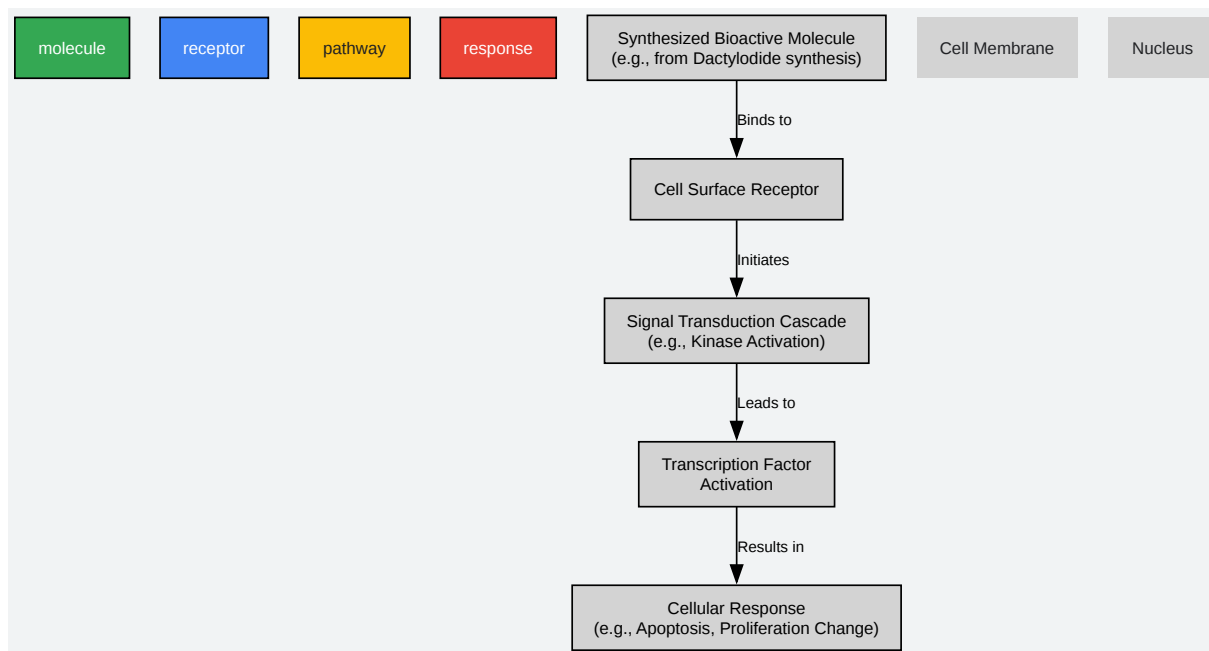 molecule
receptor
pathway
response
Synthesized Bioactive Molecule
(e.g., from Dactylodide synthesis)
Cell Membrane
Nucleus
Binds to
Cell Surface Receptor
Initiates
Signal Transduction Cascade
(e.g., Kinase Activation)
Leads to
Transcription Factor
Activation
Results in
Cellular Response
(e.g., Apoptosis, Proliferation Change)